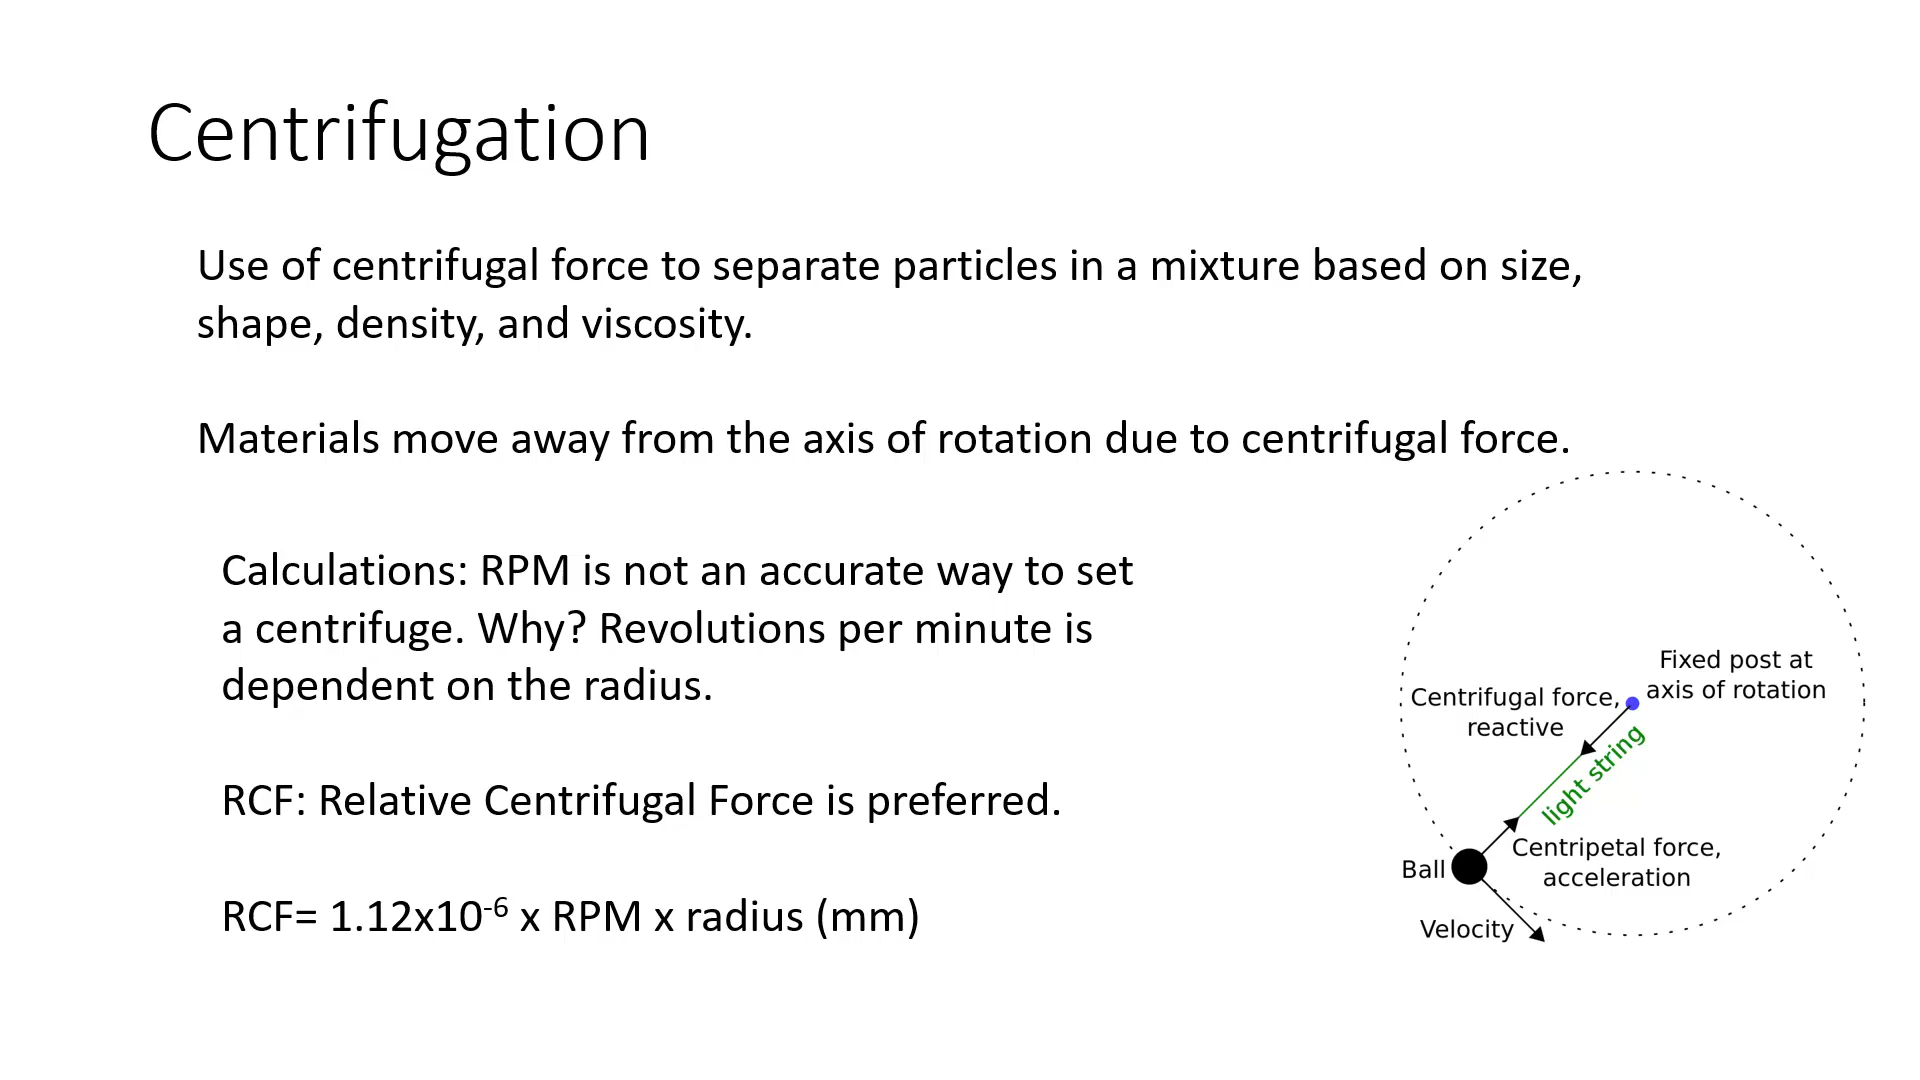 Centrifugation
Use of centrifugal force to separate particles in a mixture based on size,
shape, density, and viscosity.
Materials move away from the axis of rotation due to centrifugal force.
Calculations: RPM is not an accurate way to set
a centrifuge. Why? Revolutions per minute is
dependent on the radius.
RCF: Relative Centrifugal Force is preferred.
RCF= 1.12x10⁻⁶ x RPM x radius (mm)
Fixed post at
axis of rotation
Centrifugal force,
reactive
light string
Centripetal force,
acceleration
Ball
Velocity